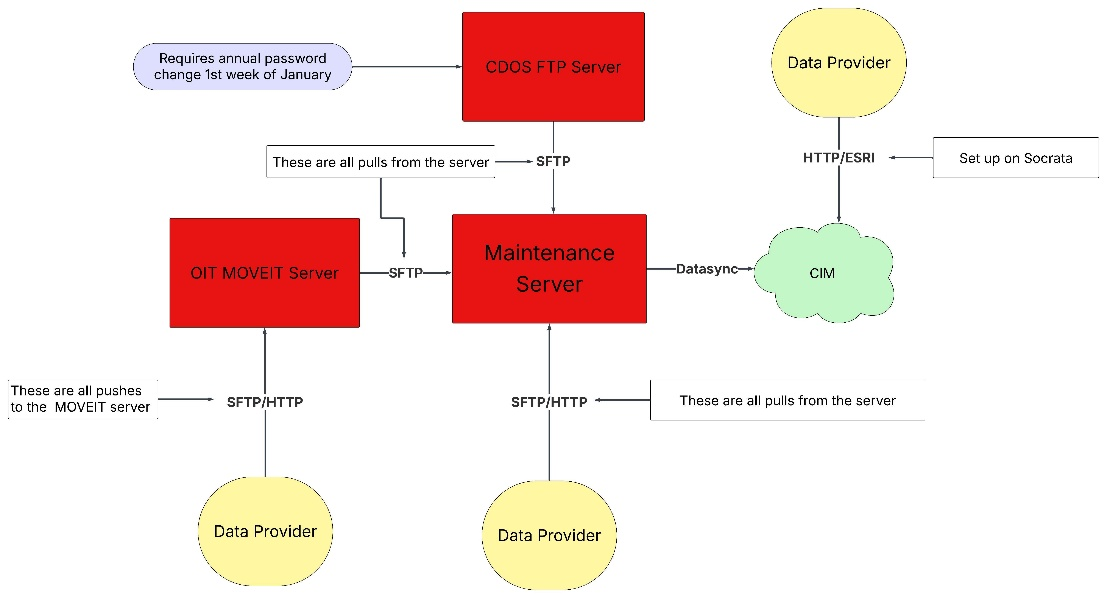 Requires annual password
change 1st week of January
CDOS FTP Server
Data Provider
These are all pulls from the server
SFTP
HTTP/ESRI
Set up on Socrata
OIT MOVEIT Server
SFTP
Maintenance
Server
Datasync
CIM
These are all pushes
to the  MOVEIT server
SFTP/HTTP
SFTP/HTTP
These are all pulls from the server
Data Provider
Data Provider